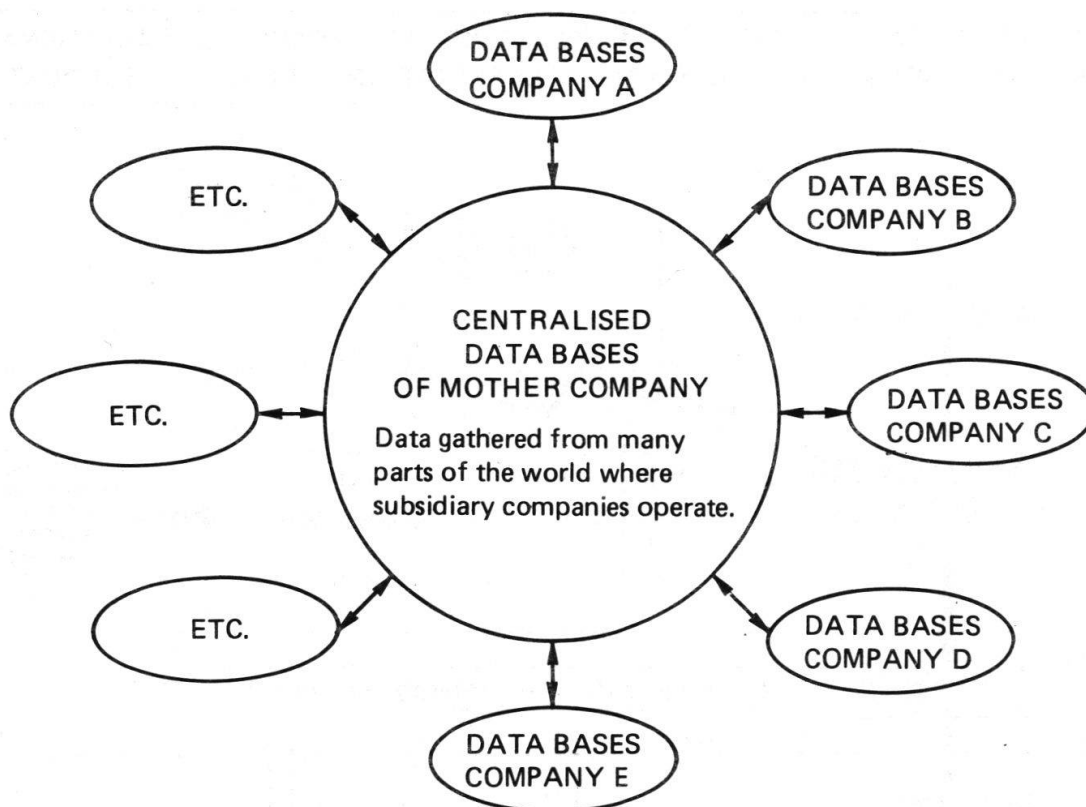 DATA BASES
COMPANY A
ETC.
DATA BASES
COMPANY B
CENTRALISED
DATA BASES
OF MOTHER COMPANY
Data gathered from many
parts of the world where
subsidiary companies operate.
ETC.
DATA BASES
COMPANY C
ETC.
DATA BASES
COMPANY D
DATA BASES
COMPANY E